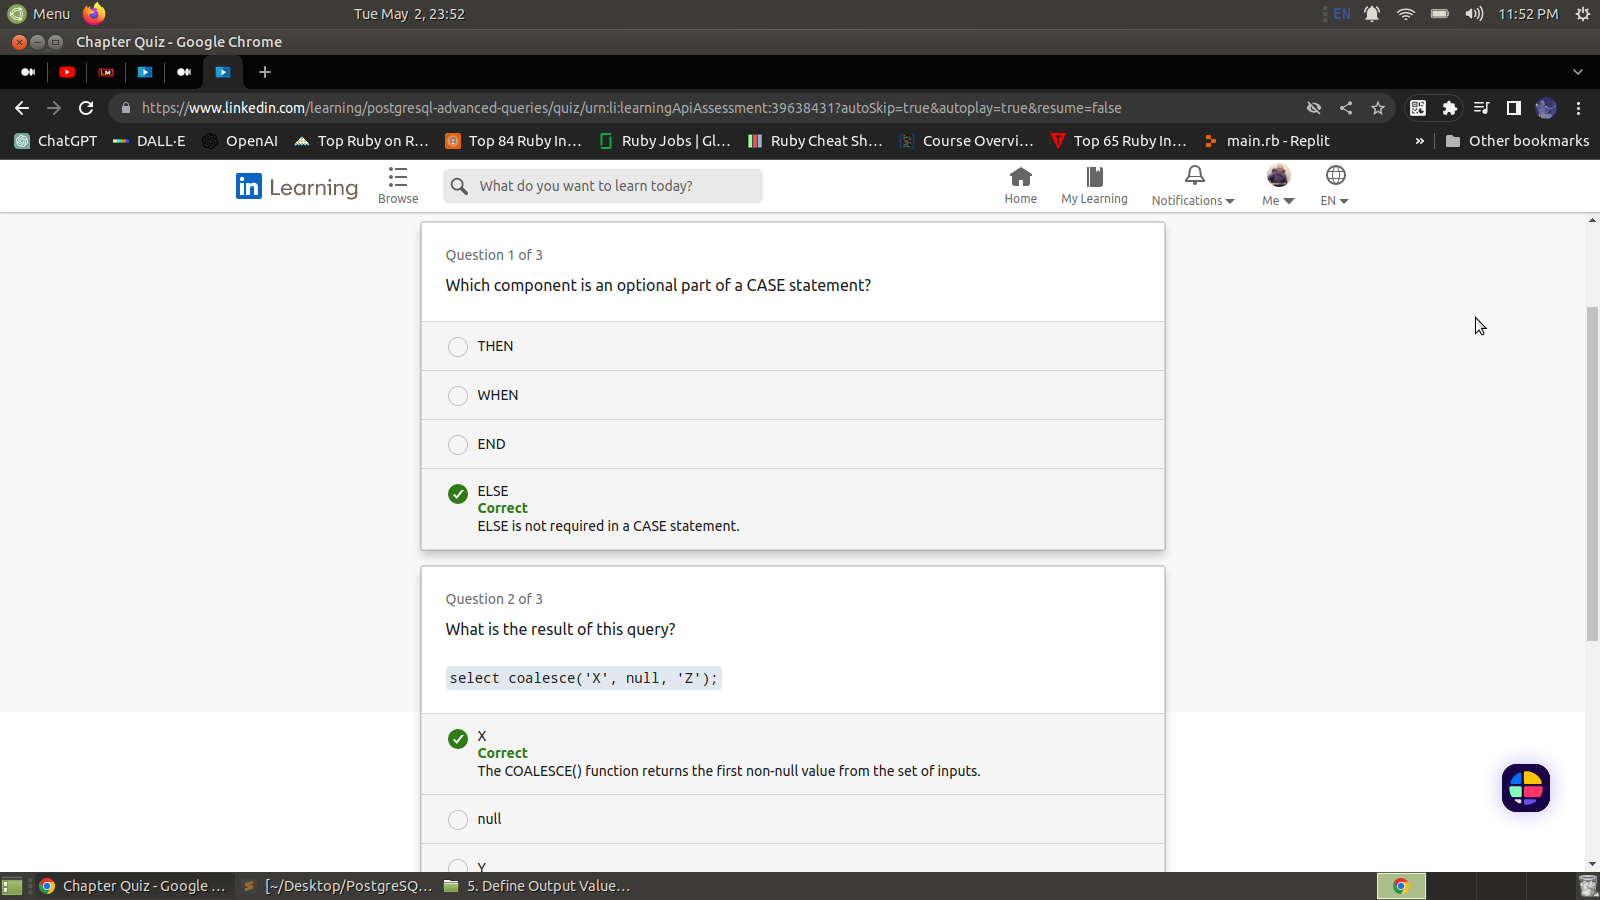 Menu
Tue May 2, 23:52
EN
11:52 PM
Chapter Quiz - Google Chrome
https://www.linkedin.com/learning/postgresql-advanced-queries/quiz/urn:li:learningApiAssessment:39638431?autoSkip=true&autoplay=true&resume=false
ChatGPT
DALL·E
OpenAI
Top Ruby on R...
Top 84 Ruby In...
Ruby Jobs | Gl...
Ruby Cheat Sh...
Course Overvi...
Top 65 Ruby In...
main.rb - Replit
»
Other bookmarks
in Learning
Browse
What do you want to learn today?
Home
My Learning
Notifications
Me
EN
Question 1 of 3
Which component is an optional part of a CASE statement?
THEN
WHEN
END
ELSE
Correct
ELSE is not required in a CASE statement.
Question 2 of 3
What is the result of this query?
select coalesce('X', null, 'Z');
X
Correct
The COALESCE() function returns the first non-null value from the set of inputs.
null
Y
Chapter Quiz - Google ...
[~/Desktop/PostgreSQ...
5. Define Output Value...